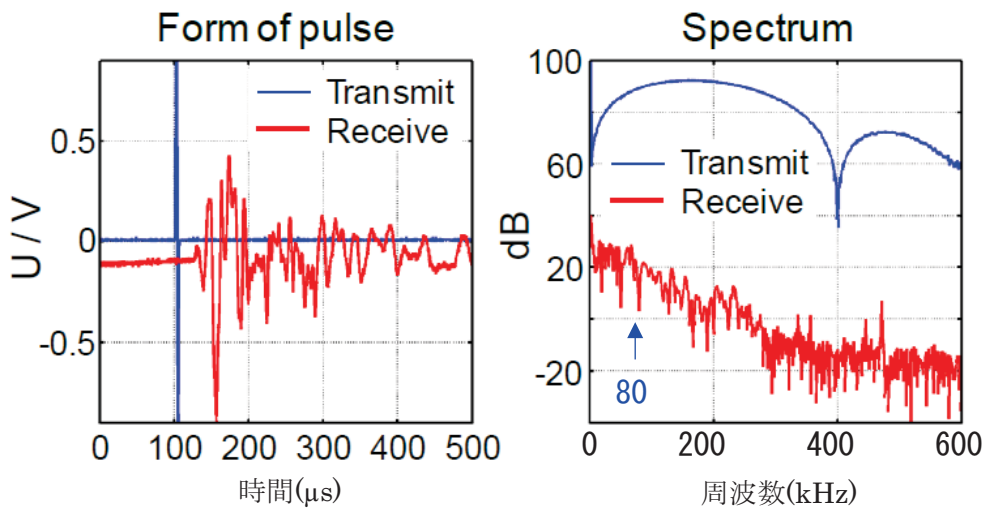 Form of pulse
Transmit
Receive
U / V
0.5
0
-0.5
0 100 200 300 400 500
時間(μs)
Spectrum
Transmit
Receive
dB
100
60
20
-20
80
0 200 400 600
周波数(kHz)